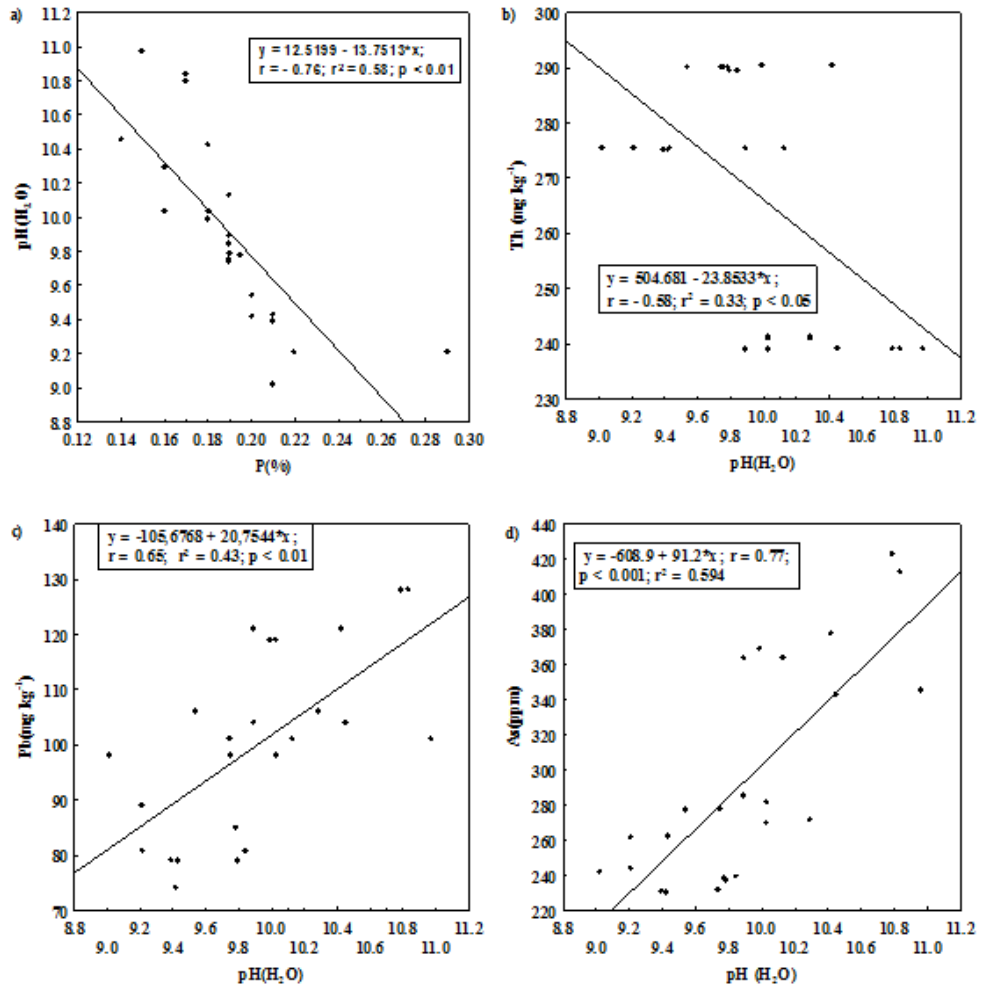 a)
11.2
11.0
10.8
10.6
10.4
10.2
10.0
9.8
9.6
9.4
9.2
9.0
8.8
pH(H₂O)
y = 12.5199 - 13.7513*x;
r = - 0.76; r² = 0.58; p < 0.01
0.12 0.14 0.16 0.18 0.20 0.22 0.24 0.26 0.28 0.30
P(%)
b)
300
290
280
270
260
250
240
230
Th (mg kg⁻¹)
y = 504.681 - 23.8533*x;
r = - 0.58; r² = 0.33; p < 0.05
8.8 9.2 9.6 10.0 10.4 10.8 11.2
9.0 9.4 9.8 10.2 10.6 11.0
pH(H₂O)
c)
140
130
120
110
100
90
80
70
Pb(mg kg⁻¹)
y = -105,6768 + 20,7544*x;
r = 0.65; r² = 0.43; p < 0.01
8.8 9.2 9.6 10.0 10.4 10.8 11.2
9.0 9.4 9.8 10.2 10.6 11.0
pH(H₂O)
d)
440
420
400
380
360
340
320
300
280
260
240
220
As(ppm)
y = -608.9 + 91.2*x; r = 0.77;
p < 0.001; r² = 0.594
8.8 9.2 9.6 10.0 10.4 10.8 11.2
9.0 9.4 9.8 10.2 10.6 11.0
pH (H₂O)